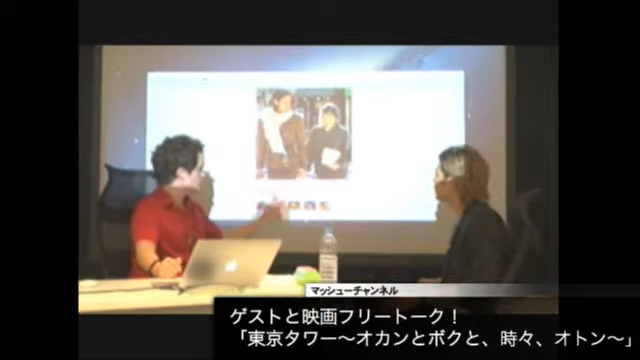 マッシューチャンネル
ゲストと映画フリートーク！
「東京タワー～オカンとボクと、時々、オトン～」